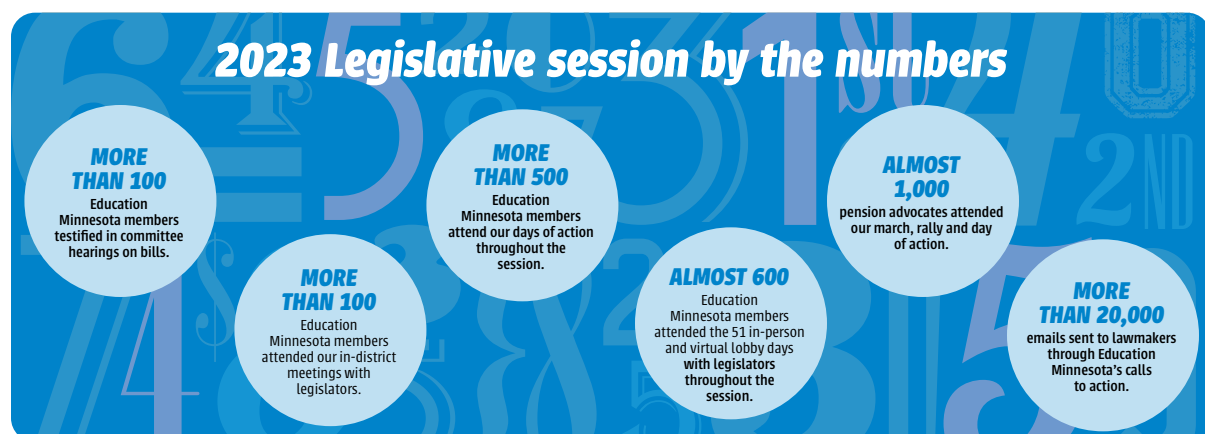 2023 Legislative session by the numbers
MORE
THAN 100
Education
Minnesota members
testified in committee
hearings on bills.
MORE
THAN 100
Education
Minnesota members
attended our in-district
meetings with
legislators.
MORE
THAN 500
Education
Minnesota members
attend our days of action
throughout the
session.
ALMOST 600
Education
Minnesota members
attended the 51 in-person
and virtual lobby days
with legislators
throughout the
session.
ALMOST
1,000
pension advocates attended
our march, rally and day
of action.
MORE
THAN 20,000
emails sent to lawmakers
through Education
Minnesota's calls
to action.